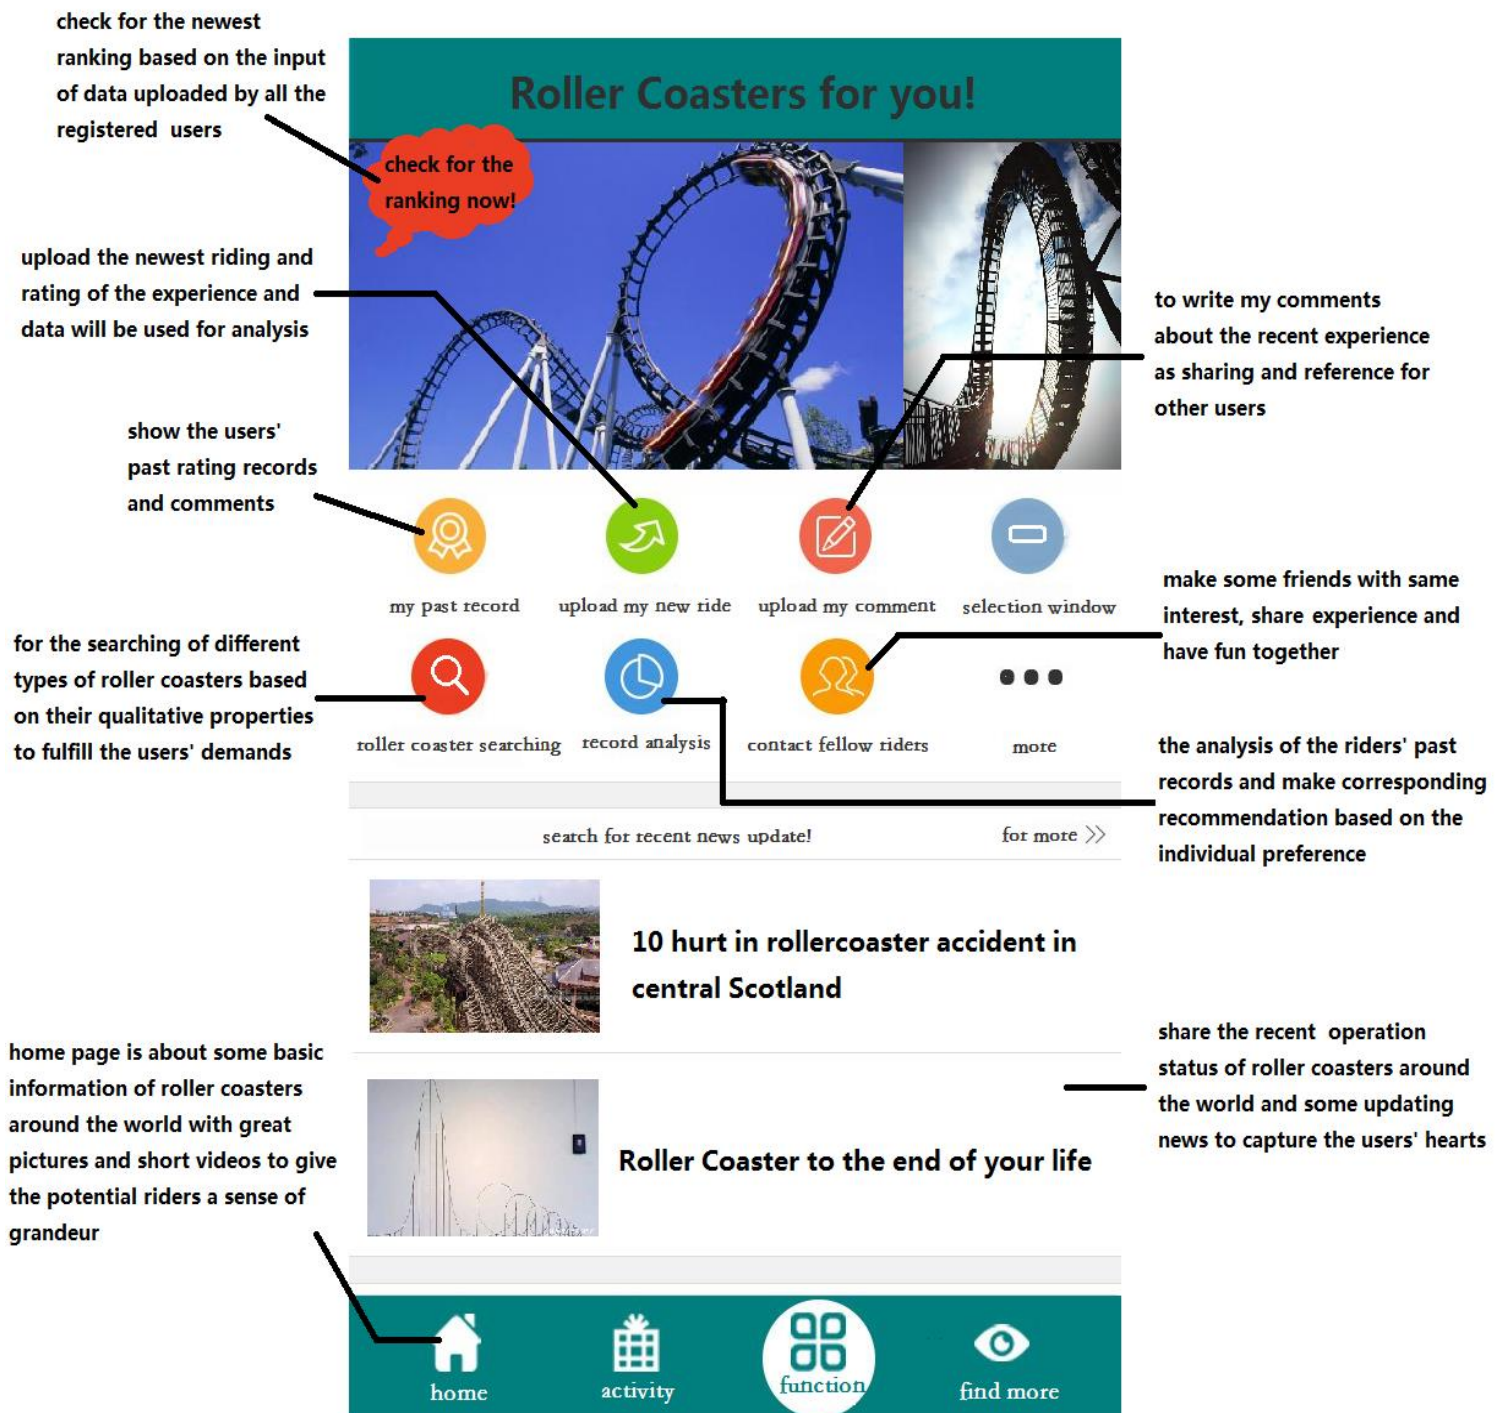 check for the newest
ranking based on the input
of data uploaded by all the
registered users
Roller Coasters for you!
check for the
ranking now!
upload the newest riding and
rating of the experience and
data will be used for analysis
to write my comments
about the recent experience
as sharing and reference for
other users
show the users'
past rating records
and comments
my past record
upload my new ride
upload my comment
selection window
make some friends with same
interest, share experience and
have fun together
for the searching of different
types of roller coasters based
on their qualitative properties
to fulfill the users' demands
roller coaster searching
record analysis
contact fellow riders
more
the analysis of the riders' past
records and make corresponding
recommendation based on the
individual preference
search for recent news update!
for more >>
10 hurt in rollercoaster accident in
central Scotland
share the recent operation
status of roller coasters around
the world and some updating
news to capture the users' hearts
home page is about some basic
information of roller coasters
around the world with great
pictures and short videos to give
the potential riders a sense of
grandeur
Roller Coaster to the end of your life
home
activity
function
find more